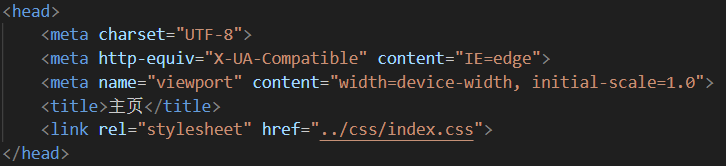 <head>
    <meta charset="UTF-8">
    <meta http-equiv="X-UA-Compatible" content="IE=edge">
    <meta name="viewport" content="width=device-width, initial-scale=1.0">
    <title>主页</title>
    <link rel="stylesheet" href="../css/index.css">
</head>